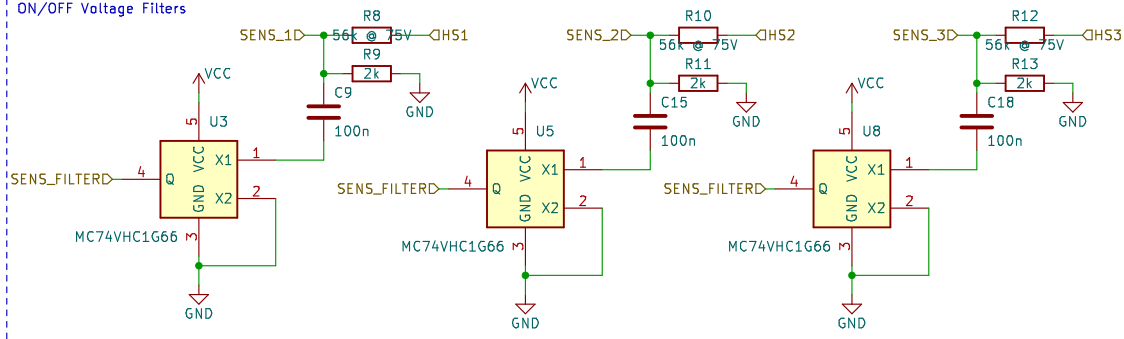 ON/OFF Voltage Filters
R8
R10
R12
SENS_1
56k @ 75V
HS1
SENS_2
56k @ 75V
HS2
SENS_3
56k @ 75V
HS3
R9
2k
R11
2k
R13
2k
VCC
VCC
VCC
C9
100n
GND
C15
100n
GND
C18
100n
GND
5
U3
VCC
X1
1
SENS_FILTER
4
Q
GND
X2
2
3
MC74VHC1G66
GND
5
U5
VCC
X1
1
SENS_FILTER
4
Q
GND
X2
2
3
MC74VHC1G66
GND
5
U8
VCC
X1
1
SENS_FILTER
4
Q
GND
X2
2
3
MC74VHC1G66
GND